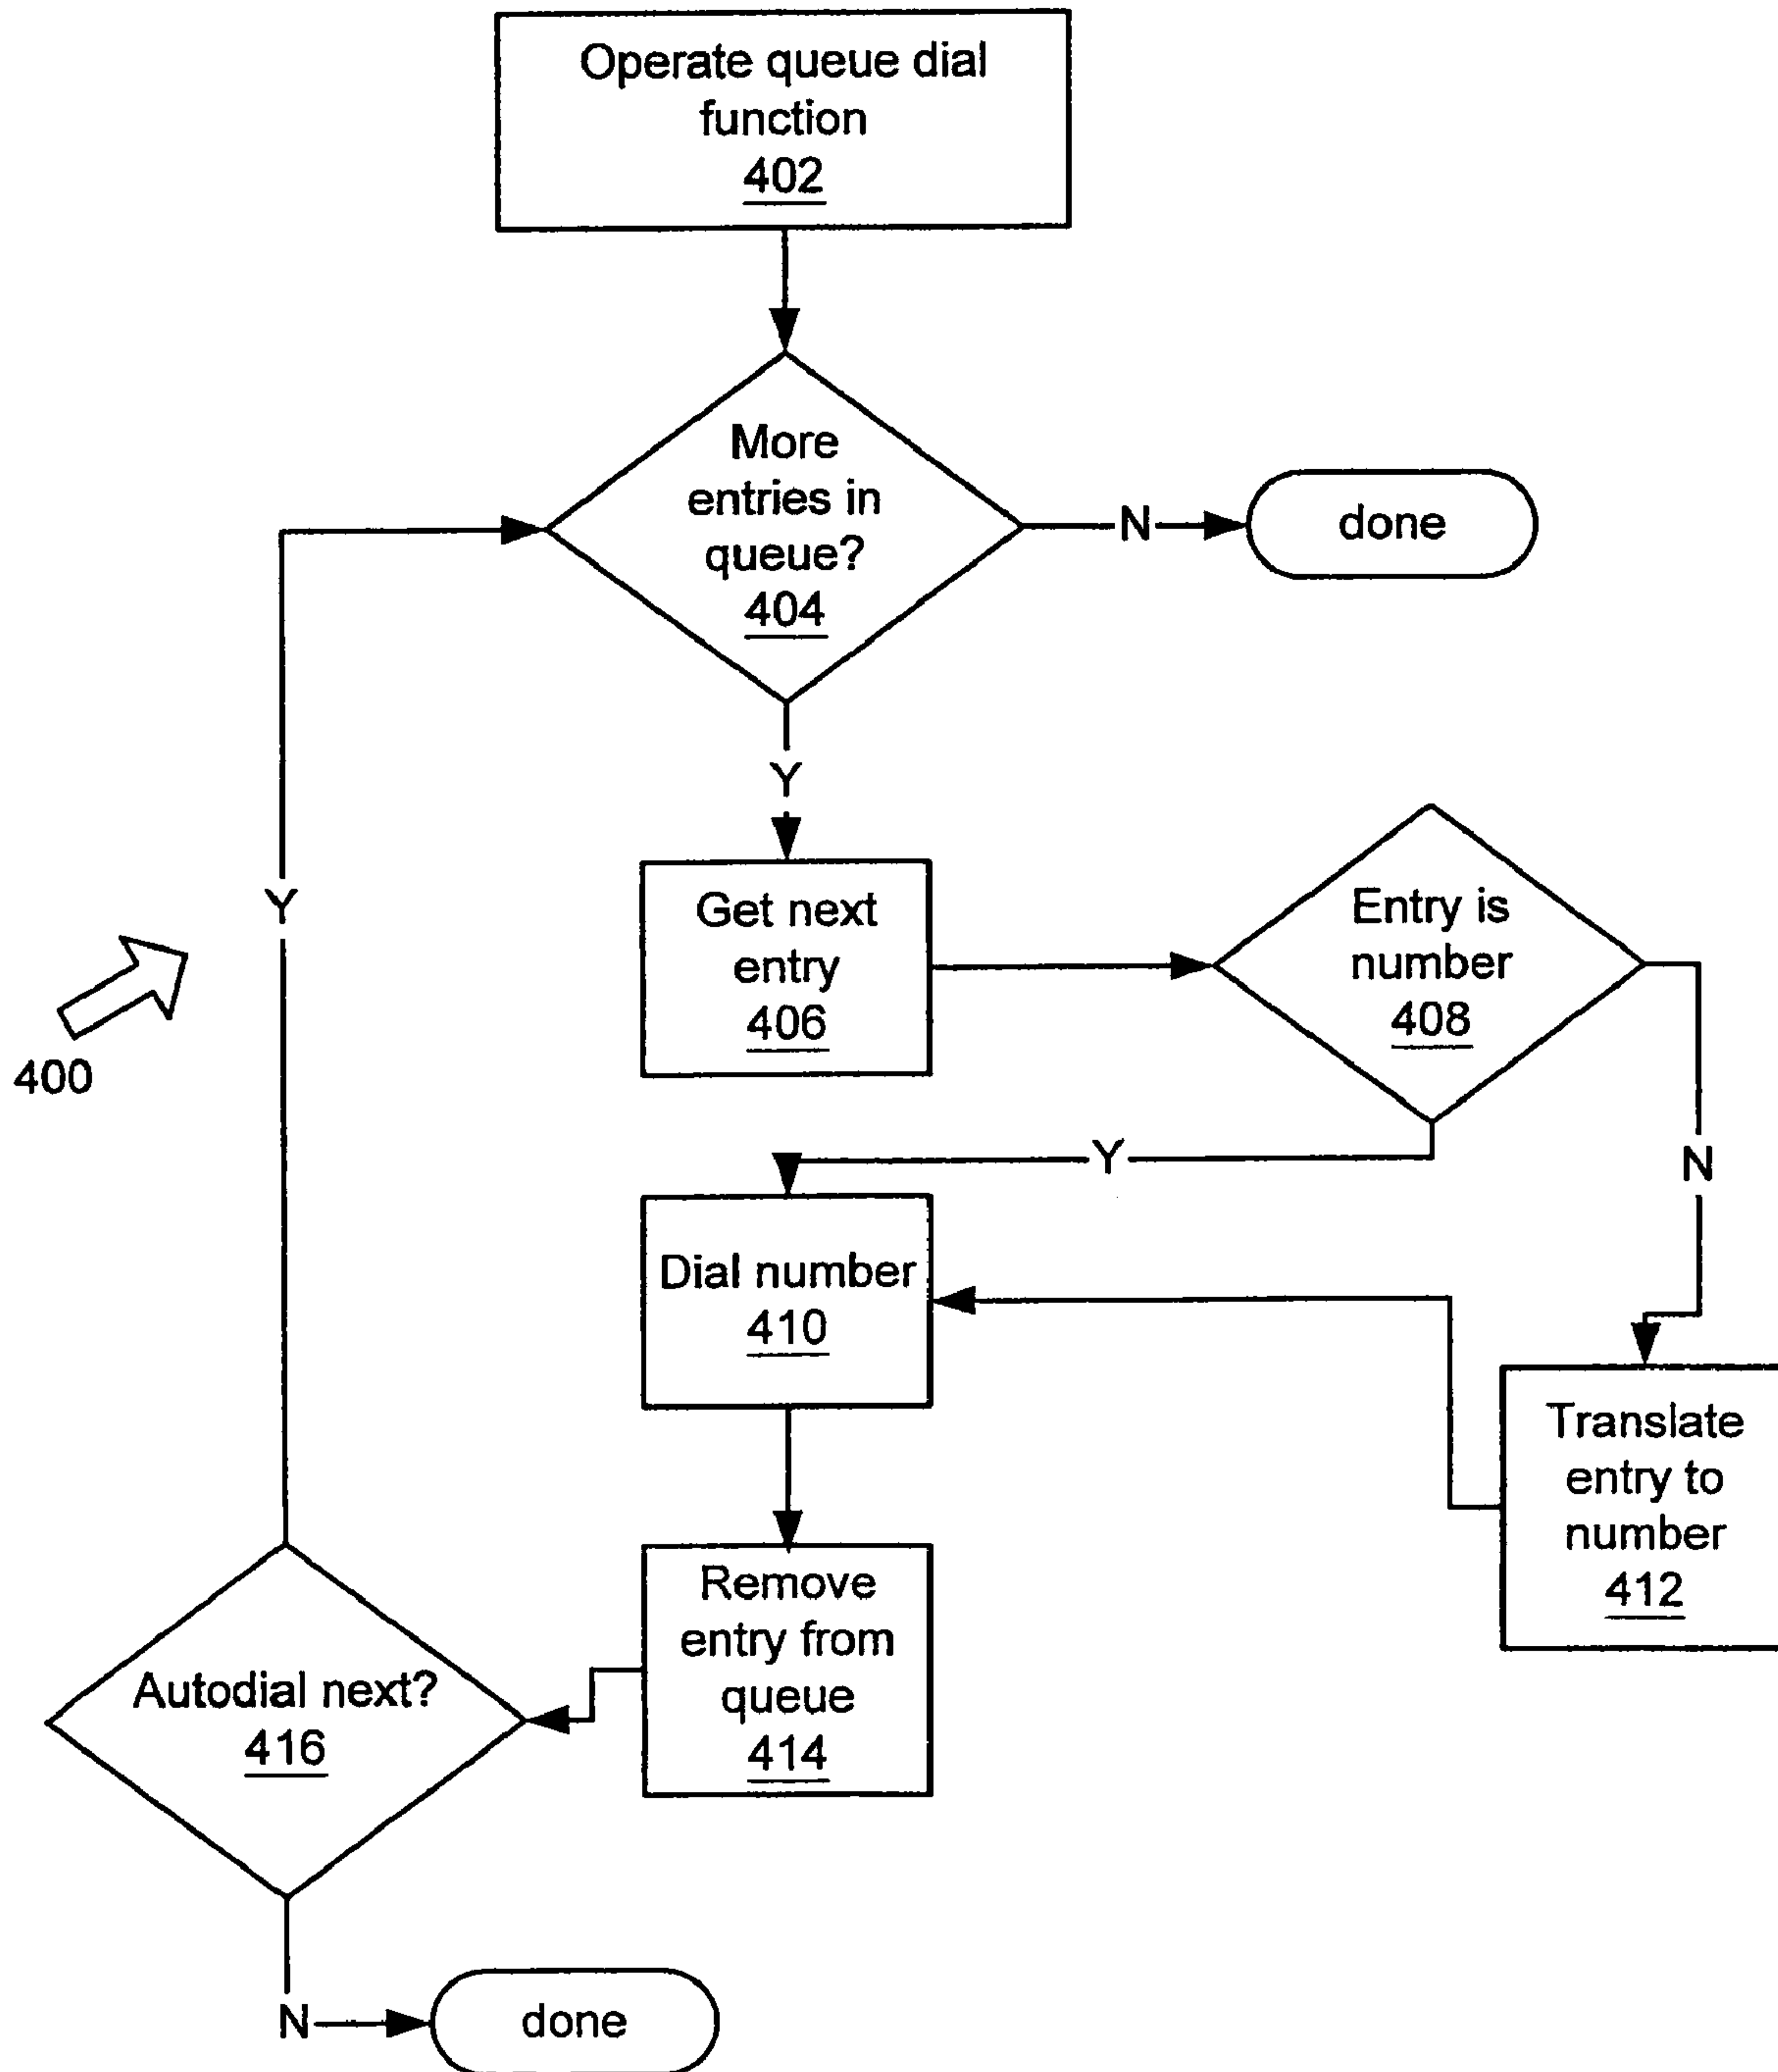 Operate queue dial
function
402
More
entries in
queue?
404
N
done
Y
Get next
entry
406
Entry is
number
408
Y
400
Y
N
Dial number
410
Translate
entry to
number
412
Remove
entry from
queue
414
Autodial next?
416
N
done